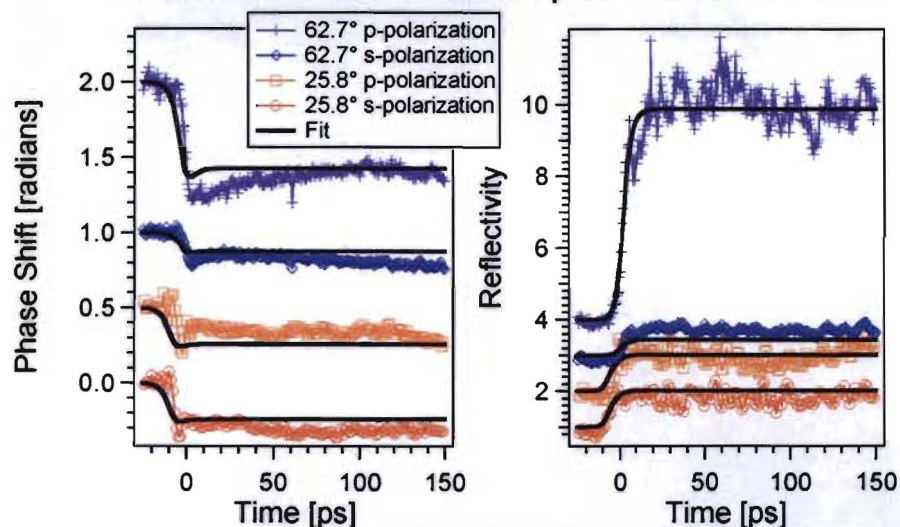 62.7° p-polarization
62.7° s-polarization
25.8° p-polarization
25.8° s-polarization
Fit
Phase Shift [radians]
2.0
1.5
1.0
0.5
0.0
0 50 100 150
Time [ps]
Reflectivity
10
8
6
4
2
0 50 100 150
Time [ps]